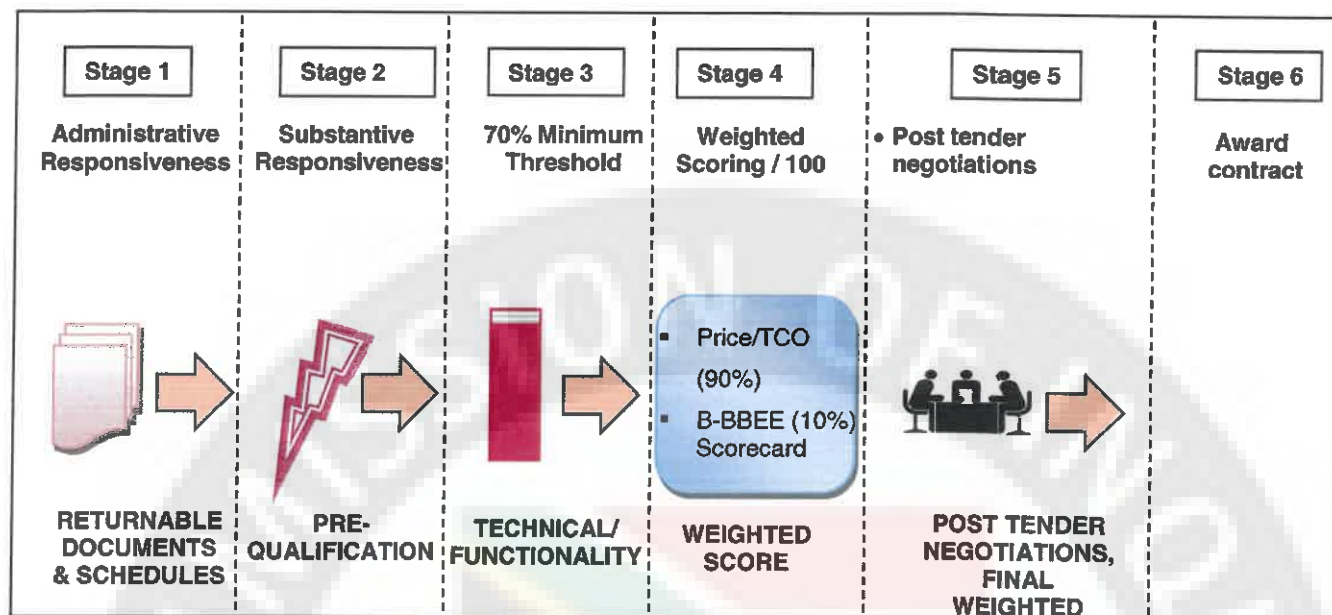 Stage 1
Administrative
Responsiveness
RETURNABLE
DOCUMENTS
& SCHEDULES
Stage 2
Substantive
Responsiveness
PRE-
QUALIFICATION
Stage 3
70% Minimum
Threshold
TECHNICAL/
FUNCTIONALITY
Stage 4
Weighted
Scoring / 100
▪ Price/TCO
(90%)
▪ B-BBEE (10%)
Scorecard
WEIGHTED
SCORE
Stage 5
• Post tender
negotiations
POST TENDER
NEGOTIATIONS,
FINAL
WEIGHTED
Stage 6
Award
contract